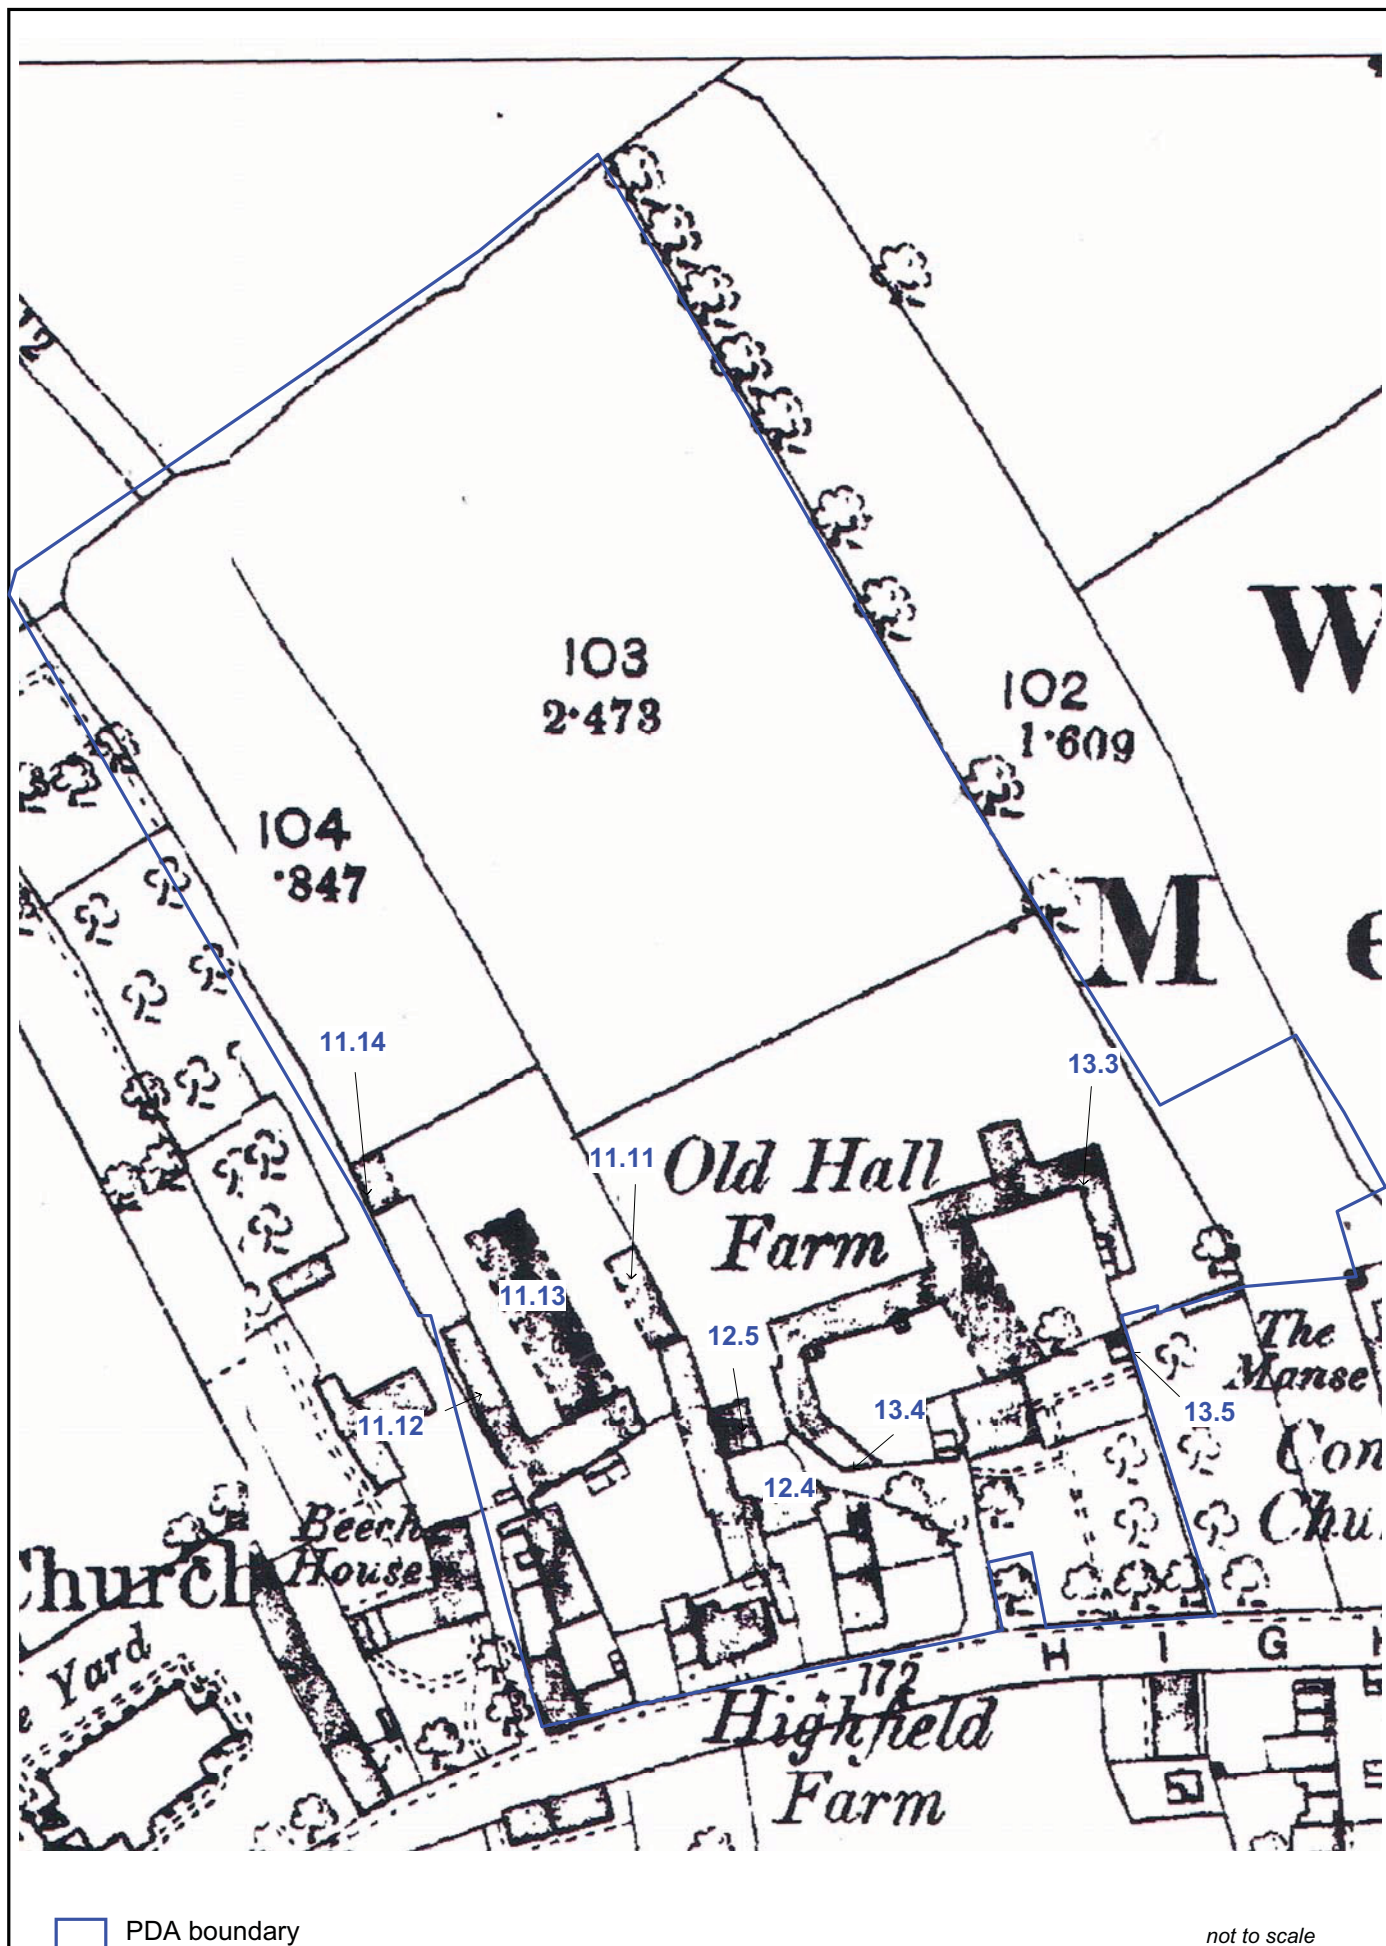 103
2·473
102
1·609
W
104
·847
M
e
11.14
13.3
11.11
Old Hall
Farm
11.13
12.5
The
Manse
11.12
13.4
13.5
Con
12.4
Chu
Beech
House
Church
Yard
H I G H
172
Highfield
Farm
PDA boundary
not to scale